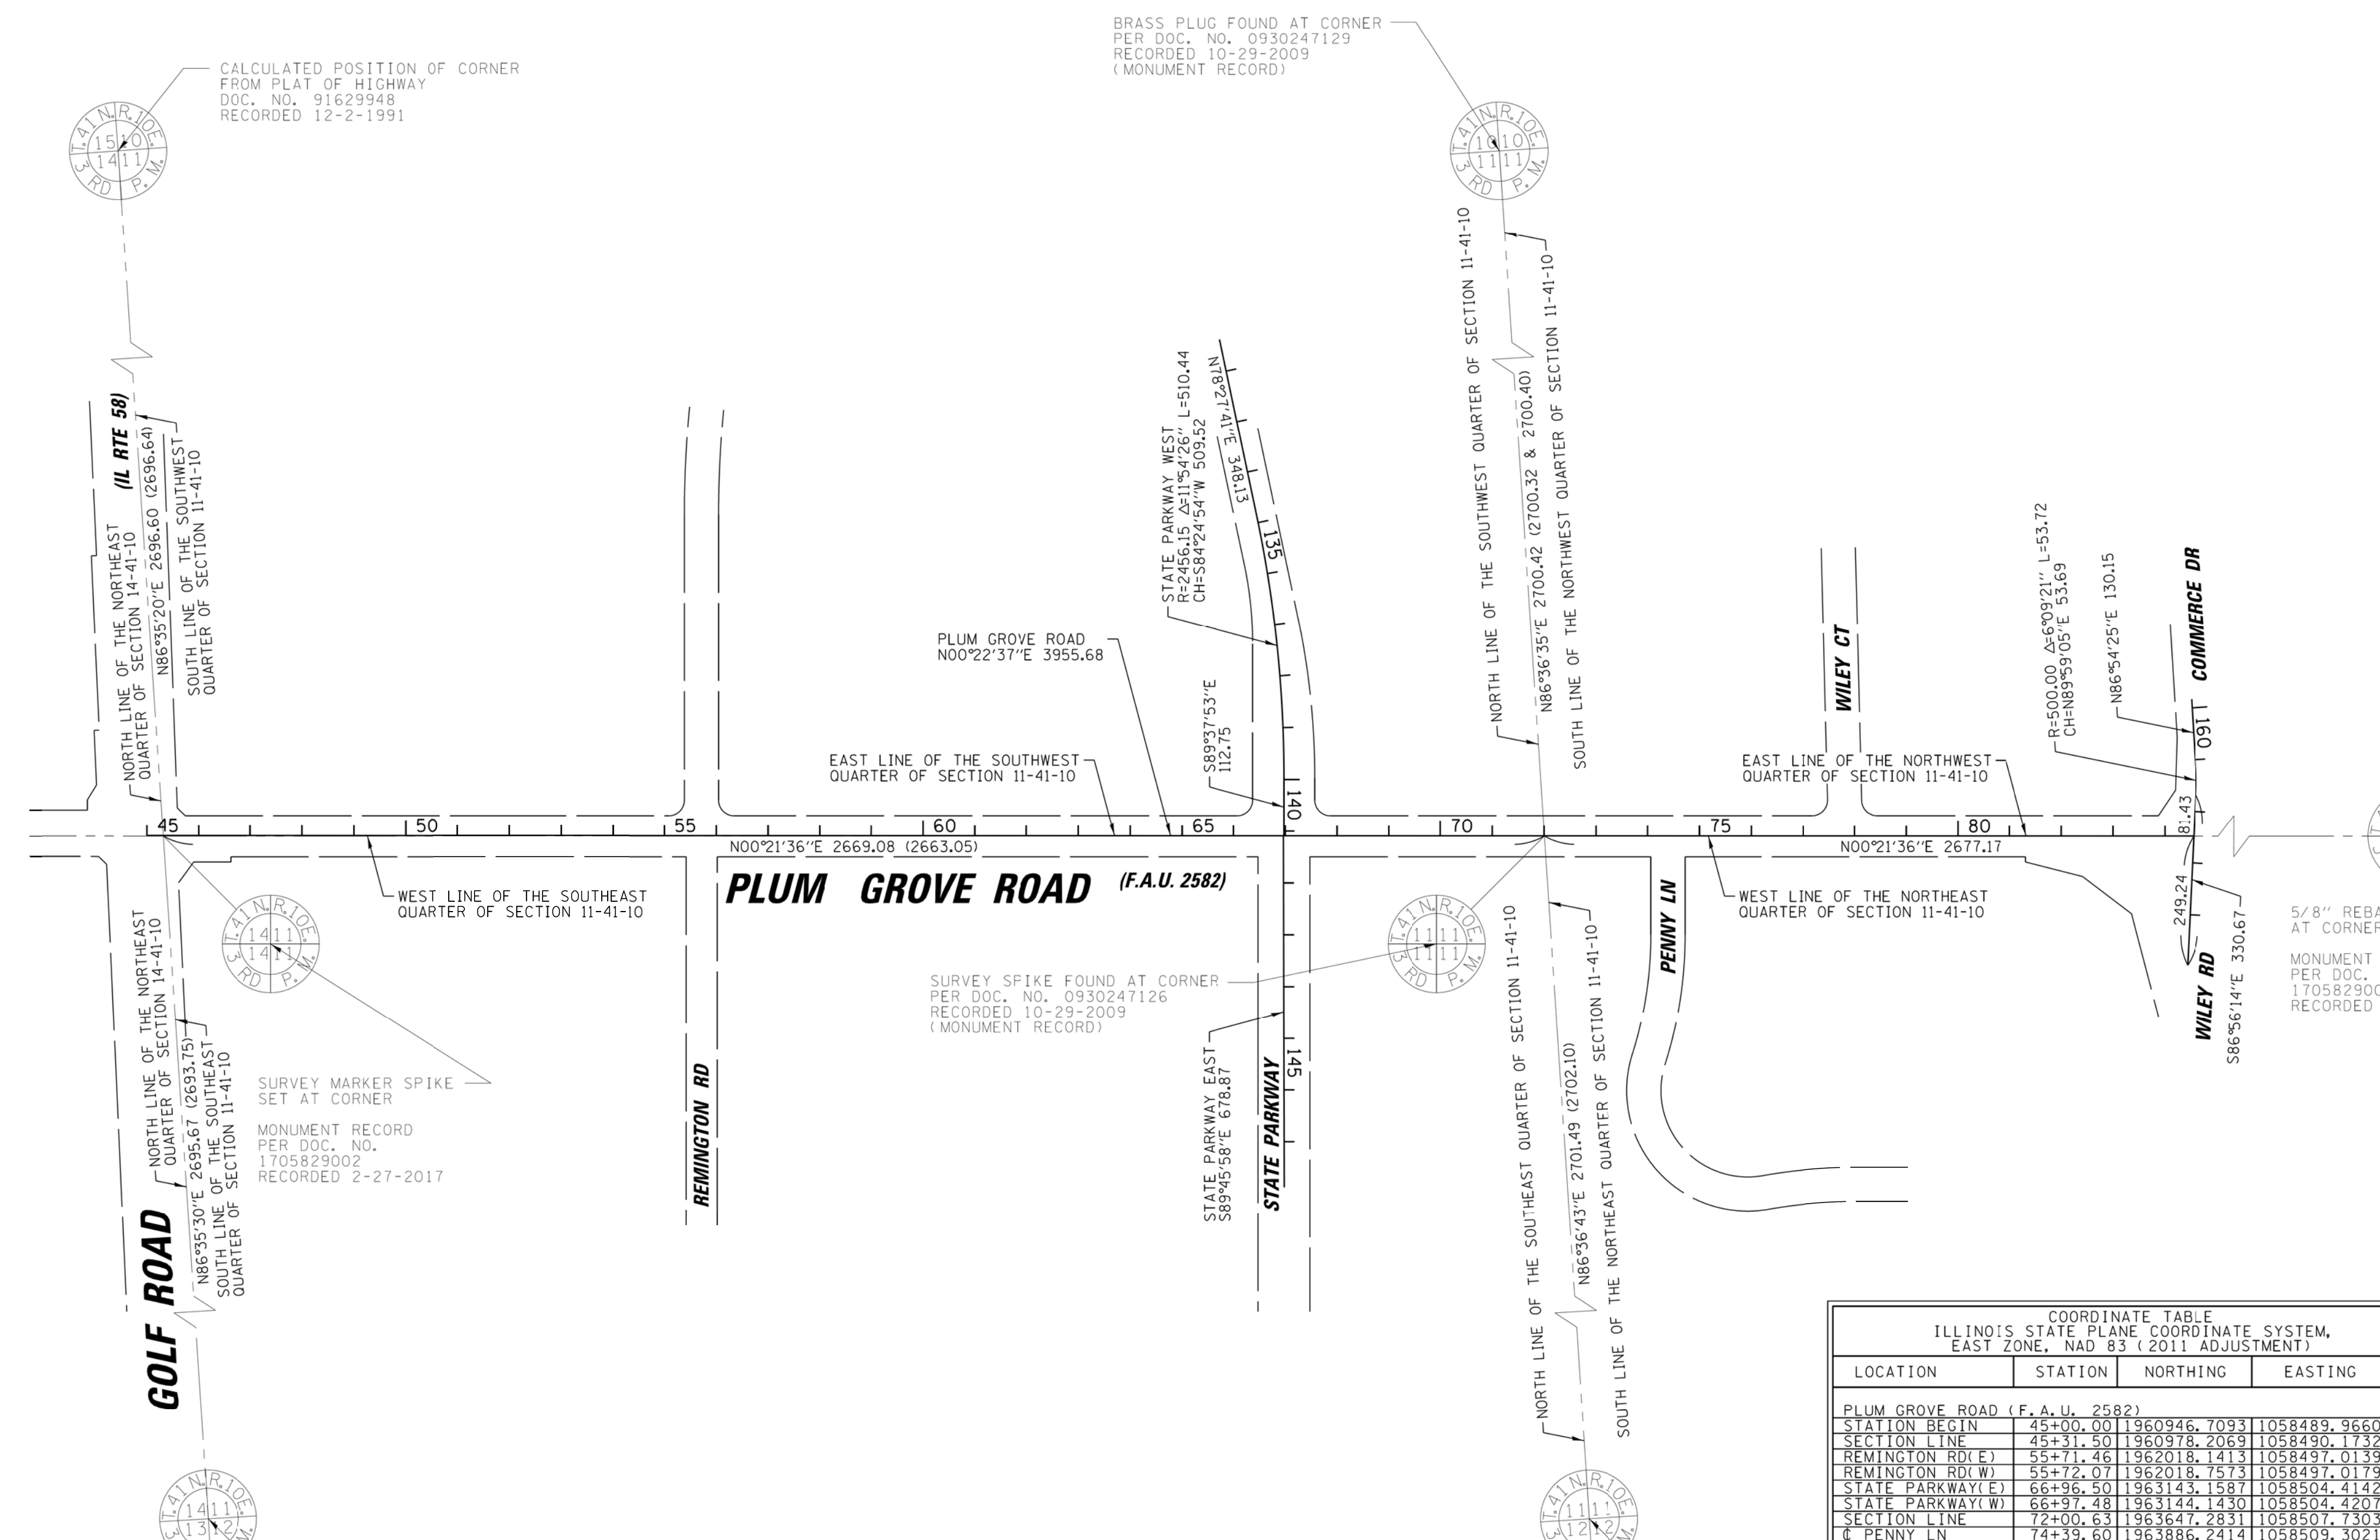 CALCULATED POSITION OF CORNER
FROM PLAT OF HIGHWAY
DOC. NO. 91629948
RECORDED 12-2-1991
T.41 N.R.10E.
15 10
14 11
3 RD P.M.
BRASS PLUG FOUND AT CORNER
PER DOC. NO. 0930247129
RECORDED 10-29-2009
(MONUMENT RECORD)
T.41 N.R.10E.
10 10
11 11
3 RD P.M.
(IL RTE 58)
NORTH LINE OF THE NORTHEAST
QUARTER OF SECTION 14-41-10
N86°35'20"E 2696.60 (2696.64)
SOUTH LINE OF THE SOUTHWEST
QUARTER OF SECTION 11-41-10
STATE PARKWAY WEST
R=2456.15 Δ=11°54'26" L=510.44
CH=S84°24'54"W 509.52
N78°27'41"E 348.13
135
S89°37'53"E
112.75
140
PLUM GROVE ROAD
N00°22'37"E 3955.68
EAST LINE OF THE SOUTHWEST
QUARTER OF SECTION 11-41-10
NORTH LINE OF THE SOUTHWEST QUARTER OF SECTION 11-41-10
N86°36'35"E 2700.42 (2700.32 & 2700.40)
SOUTH LINE OF THE NORTHWEST QUARTER OF SECTION 11-41-10
WILEY CT
EAST LINE OF THE NORTHWEST
QUARTER OF SECTION 11-41-10
R=500.00 Δ=6°09'21" L=53.72
CH=N89°59'05"E 53.69
N86°54'25"E 130.15
COMMERCE DR
160
45 50 55 60 65 70 75 80
N00°21'36"E 2669.08 (2663.05)
N00°21'36"E 2677.17
81.43
249.24
WEST LINE OF THE SOUTHEAST
QUARTER OF SECTION 11-41-10
PLUM GROVE ROAD (F.A.U. 2582)
WEST LINE OF THE NORTHEAST
QUARTER OF SECTION 11-41-10
T.41 N.R.10E.
14 11
14 11
3 RD P.M.
SURVEY MARKER SPIKE
SET AT CORNER
MONUMENT RECORD
PER DOC. NO.
1705829002
RECORDED 2-27-2017
NORTH LINE OF THE NORTHEAST
QUARTER OF SECTION 14-41-10
N86°35'30"E 2695.67 (2693.75)
SOUTH LINE OF THE SOUTHEAST
QUARTER OF SECTION 11-41-10
GOLF ROAD
REMINGTON RD
SURVEY SPIKE FOUND AT CORNER
PER DOC. NO. 0930247126
RECORDED 10-29-2009
(MONUMENT RECORD)
T.41 N.R.10E.
11 11
11 11
3 RD P.M.
STATE PARKWAY EAST
S89°45'58"E 678.87
STATE PARKWAY
145
NORTH LINE OF THE SOUTHEAST QUARTER OF SECTION 11-41-10
N86°36'43"E 2701.49 (2702.10)
SOUTH LINE OF THE NORTHEAST QUARTER OF SECTION 11-41-10
PENNY LN
WILEY RD
S86°56'14"E 330.67
5/8" REBA
AT CORNER
MONUMENT
PER DOC.
170582900
RECORDED
T.41 N.R.10E.
14 11
13 12
T.41 N.R.10E.
11 11
12 12
COORDINATE TABLE
ILLINOIS STATE PLANE COORDINATE SYSTEM,
EAST ZONE, NAD 83 (2011 ADJUSTMENT)
LOCATION STATION NORTHING EASTING
PLUM GROVE ROAD (F.A.U. 2582)
STATION BEGIN 45+00.00 1960946.7093 1058489.9660
SECTION LINE 45+31.50 1960978.2069 1058490.1732
REMINGTON RD(E) 55+71.46 1962018.1413 1058497.0139
REMINGTON RD(W) 55+72.07 1962018.7573 1058497.0179
STATE PARKWAY(E) 66+96.50 1963143.1587 1058504.4142
STATE PARKWAY(W) 66+97.48 1963144.1430 1058504.4207
SECTION LINE 72+00.63 1963647.2831 1058507.7303
℄ PENNY LN 74+39.60 1963886.2414 1058509.3021